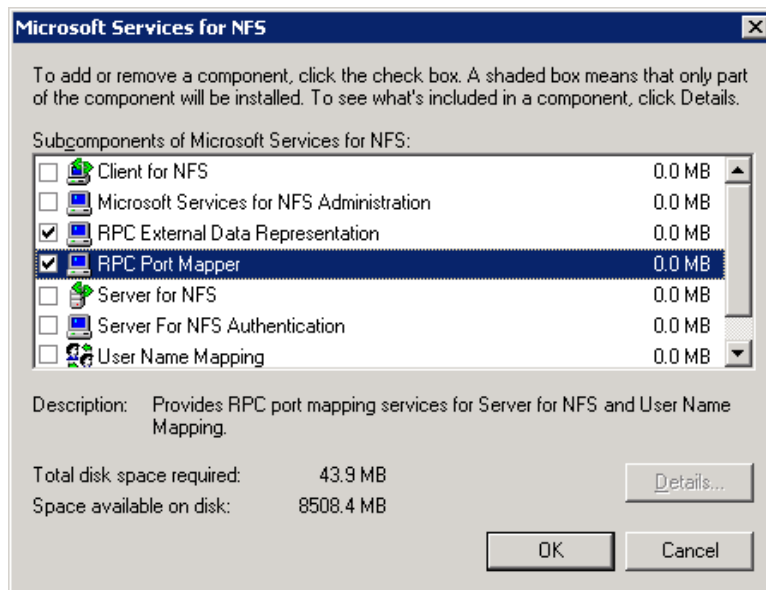 Microsoft Services for NFS
To add or remove a component, click the check box. A shaded box means that only part
of the component will be installed. To see what's included in a component, click Details.
Subcomponents of Microsoft Services for NFS:
Client for NFS 0.0 MB
Microsoft Services for NFS Administration 0.0 MB
RPC External Data Representation 0.0 MB
RPC Port Mapper 0.0 MB
Server for NFS 0.0 MB
Server For NFS Authentication 0.0 MB
User Name Mapping 0.0 MB
Description: Provides RPC port mapping services for Server for NFS and User Name
Mapping.
Total disk space required: 43.9 MB
Details...
Space available on disk: 8508.4 MB
OK Cancel